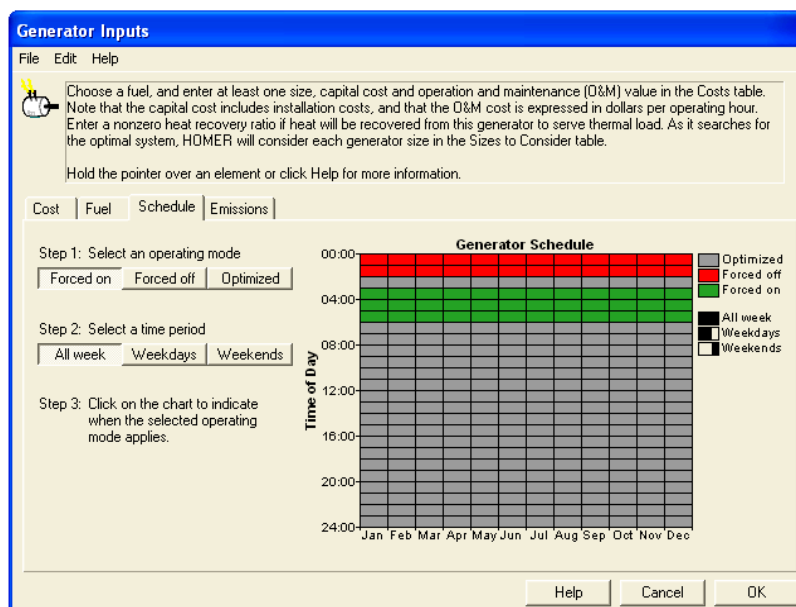 Generator Inputs
File Edit Help
Choose a fuel, and enter at least one size, capital cost and operation and maintenance (O&M) value in the Costs table.
Note that the capital cost includes installation costs, and that the O&M cost is expressed in dollars per operating hour.
Enter a nonzero heat recovery ratio if heat will be recovered from this generator to serve thermal load. As it searches for
the optimal system, HOMER will consider each generator size in the Sizes to Consider table.
Hold the pointer over an element or click Help for more information.
Cost Fuel Schedule Emissions
Step 1: Select an operating mode
Forced on Forced off Optimized
Step 2: Select a time period
All week Weekdays Weekends
Step 3: Click on the chart to indicate
when the selected operating
mode applies.
Generator Schedule
Time of Day
00:00
04:00
08:00
12:00
16:00
20:00
24:00
Jan Feb Mar Apr May Jun Jul Aug Sep Oct Nov Dec
Optimized
Forced off
Forced on
All week
Weekdays
Weekends
Help Cancel OK